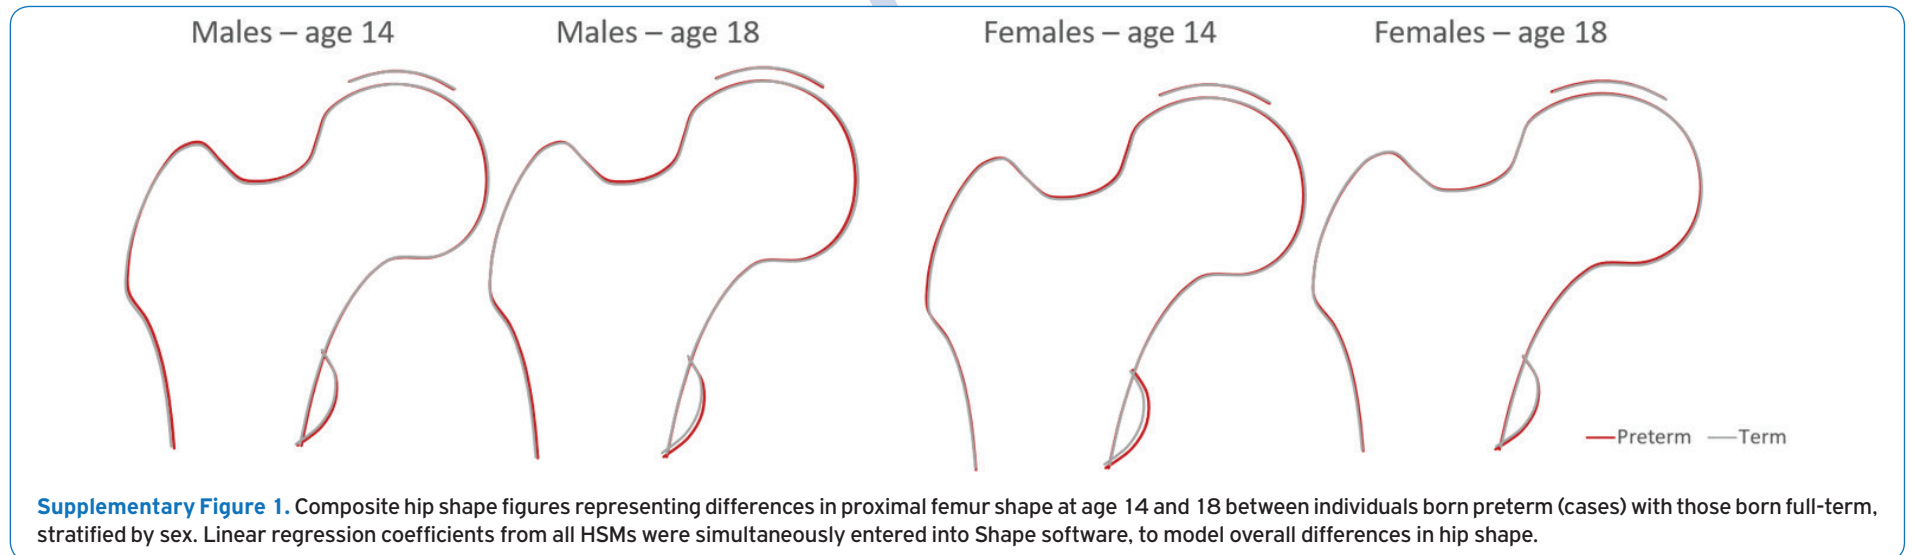 Males – age 14
Males – age 18
Females – age 14
Females – age 18
Preterm
Term
Supplementary Figure 1. Composite hip shape figures representing differences in proximal femur shape at age 14 and 18 between individuals born preterm (cases) with those born full-term,
stratified by sex. Linear regression coefficients from all HSMs were simultaneously entered into Shape software, to model overall differences in hip shape.